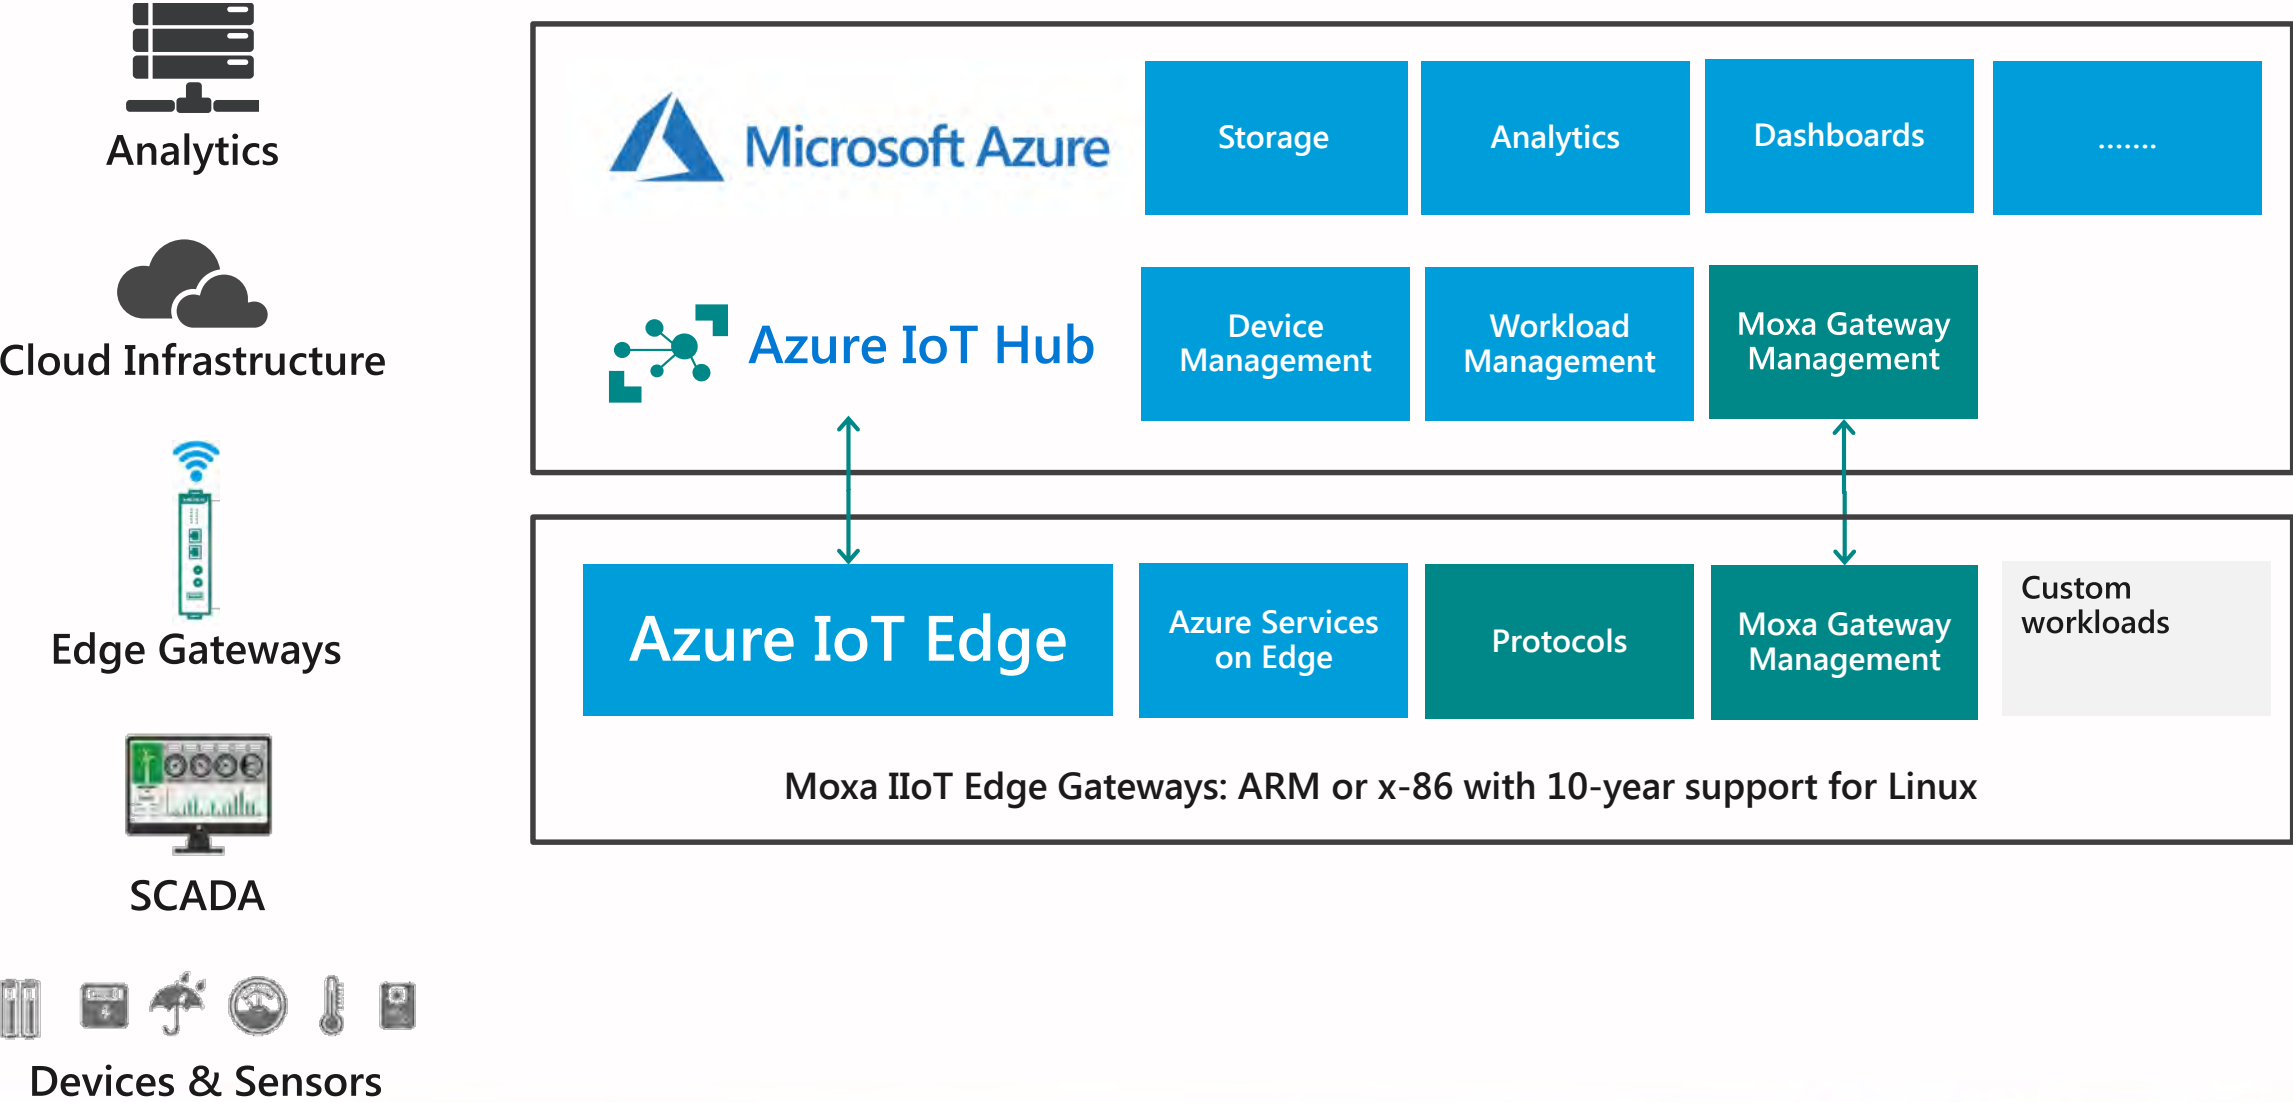 Analytics
Cloud Infrastructure
Edge Gateways
SCADA
Devices & Sensors
Microsoft Azure
Storage
Analytics
Dashboards
.......
Azure IoT Hub
Device
Management
Workload
Management
Moxa Gateway
Management
Azure IoT Edge
Azure Services
on Edge
Protocols
Moxa Gateway
Management
Custom
workloads
Moxa IIoT Edge Gateways: ARM or x-86 with 10-year support for Linux